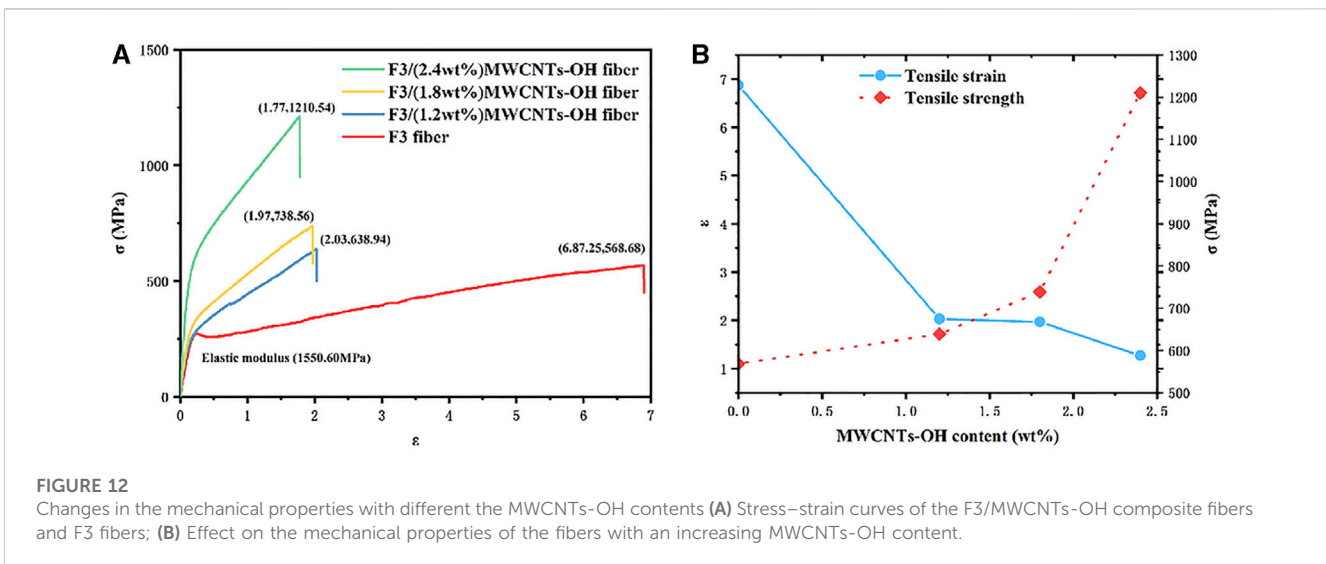 A
1500
1000
500
0
σ (MPa)
F3/(2.4wt%)MWCNTs-OH fiber
F3/(1.8wt%)MWCNTs-OH fiber
F3/(1.2wt%)MWCNTs-OH fiber
F3 fiber
(1.77,1210.54)
(1.97,738.56)
(2.03,638.94)
(6.87.25,568.68)
Elastic modulus (1550.60MPa)
0 1 2 3 4 5 6 7
ε
B
7
6
5
4
3
2
1
ε
Tensile strain
Tensile strength
1300
1200
1100
1000
900
800
700
600
500
σ (MPa)
0.0 0.5 1.0 1.5 2.0 2.5
MWCNTs-OH content (wt%)
FIGURE 12
Changes in the mechanical properties with different the MWCNTs-OH contents (A) Stress–strain curves of the F3/MWCNTs-OH composite fibers
and F3 fibers; (B) Effect on the mechanical properties of the fibers with an increasing MWCNTs-OH content.